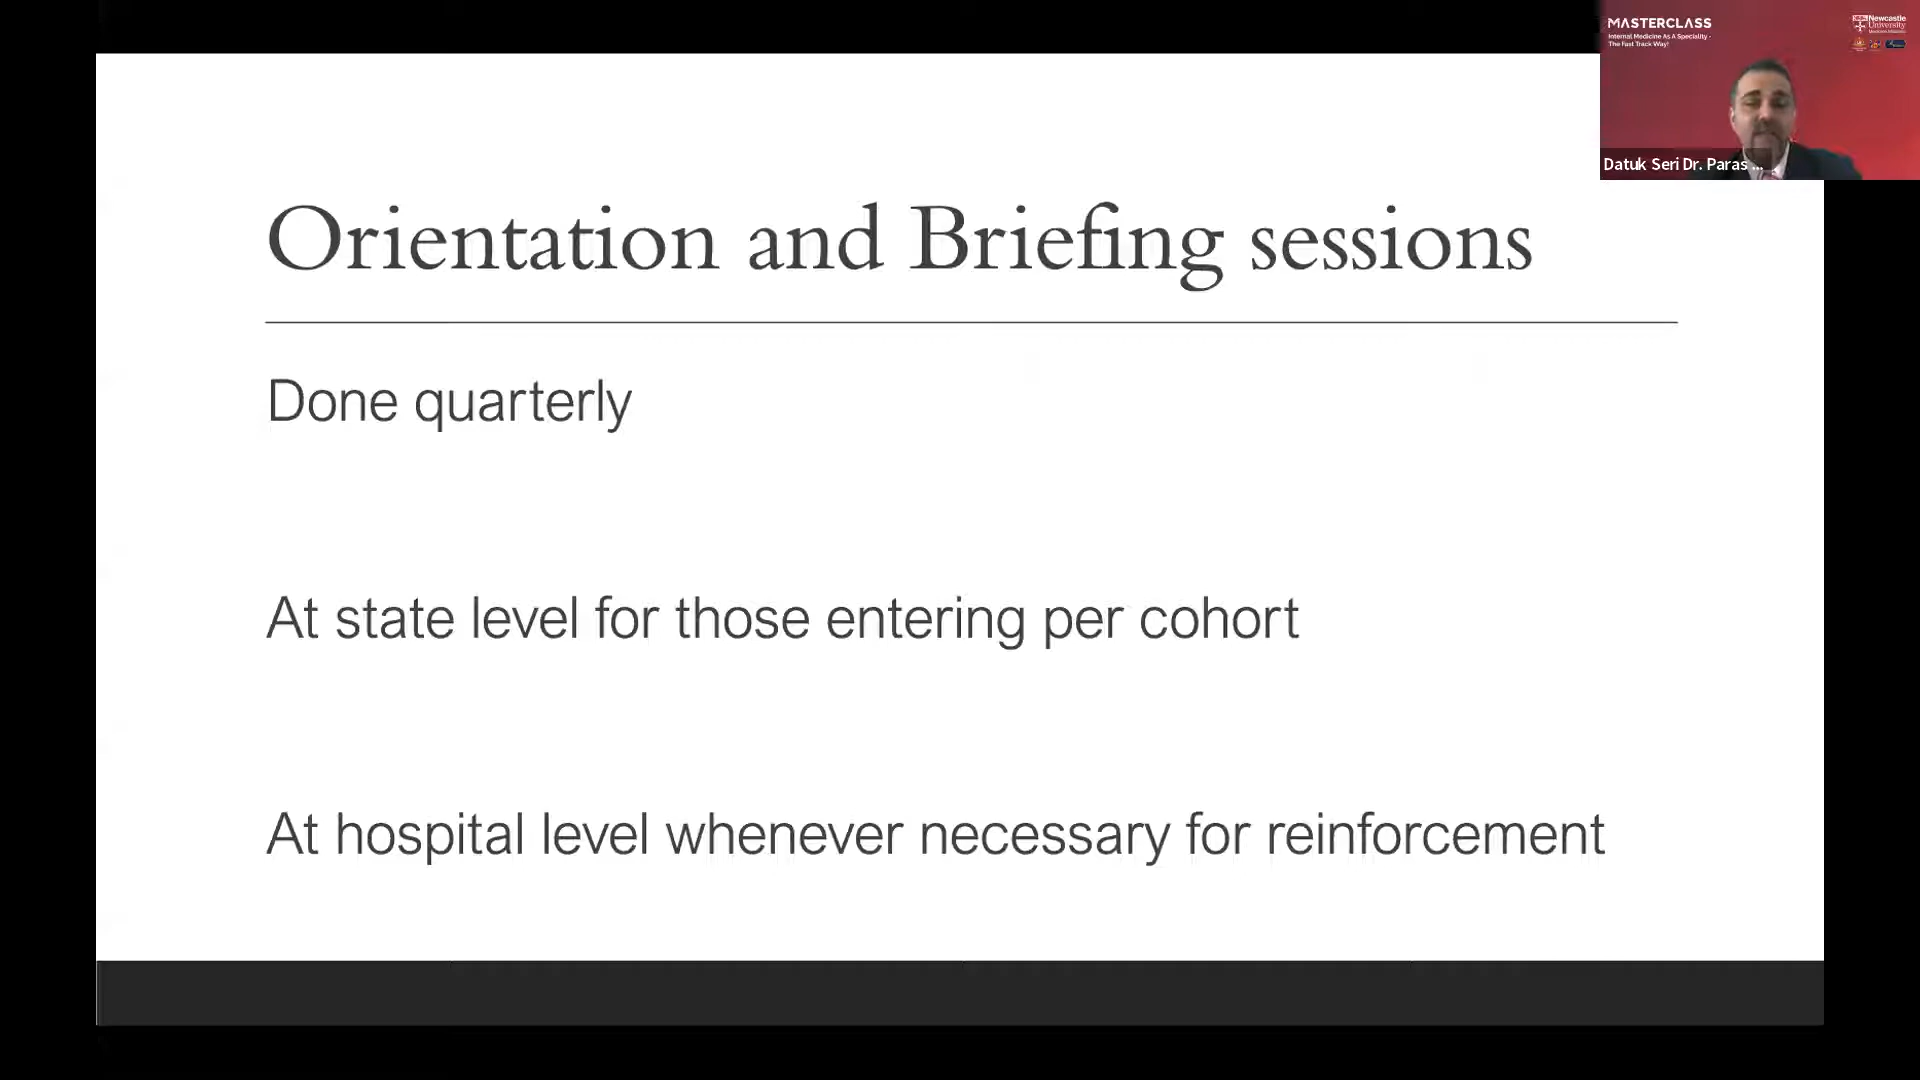 MASTERCLASS
Internal Medicine As A Speciality -
The Fast Track Way!
Newcastle
University
Datuk Seri Dr. Paras ...
Orientation and Briefing sessions
Done quarterly
At state level for those entering per cohort
At hospital level whenever necessary for reinforcement